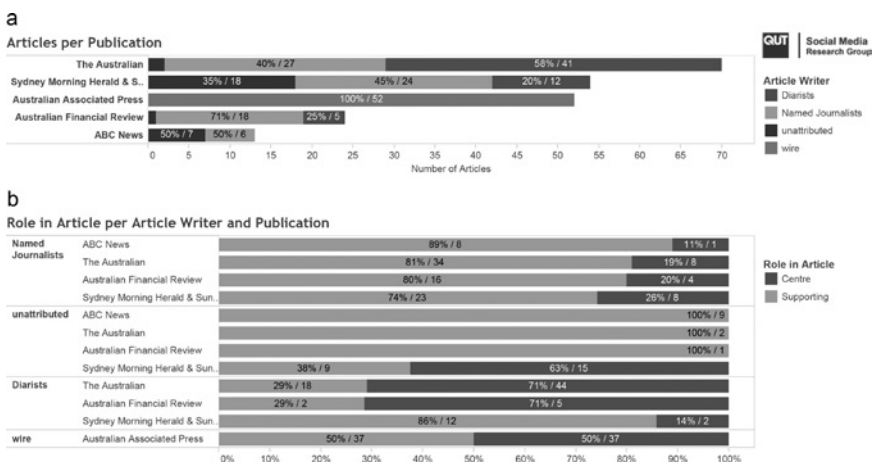 a
Articles per Publication
QUT Social Media
Research Group
The Australian 40% / 27 58% / 41
Sydney Morning Herald & S.. 35% / 18 45% / 24 20% / 12
Australian Associated Press 100% / 52
Australian Financial Review 71% / 18 25% / 5
ABC News 50% / 7 50% / 6
0 5 10 15 20 25 30 35 40 45 50 55 60 65 70
Number of Articles
Article Writer
Diarists
Named Journalists
unattributed
wire
b
Role in Article per Article Writer and Publication
Named Journalists ABC News 89% / 8 11% / 1
The Australian 81% / 34 19% / 8
Australian Financial Review 80% / 16 20% / 4
Sydney Morning Herald & Sun.. 74% / 23 26% / 8
unattributed ABC News 100% / 9
The Australian 100% / 2
Australian Financial Review 100% / 1
Sydney Morning Herald & Sun.. 38% / 9 63% / 15
Diarists The Australian 29% / 18 71% / 44
Australian Financial Review 29% / 2 71% / 5
Sydney Morning Herald & Sun.. 86% / 12 14% / 2
wire Australian Associated Press 50% / 37 50% / 37
0% 10% 20% 30% 40% 50% 60% 70% 80% 90% 100%
Role in Article
Centre
Supporting